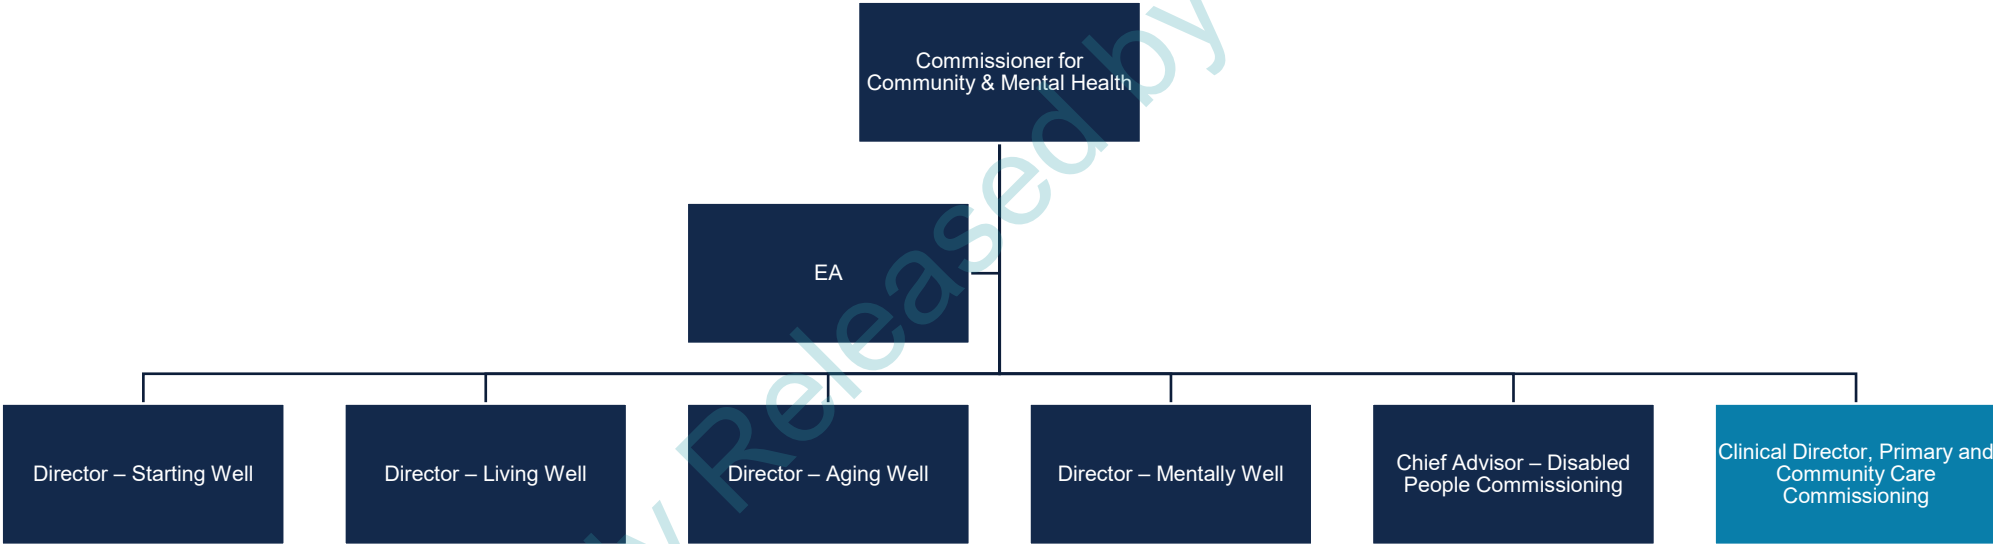 Commissioner for
Community & Mental Health
EA
Director – Starting Well
Director – Living Well
Director – Aging Well
Director – Mentally Well
Chief Advisor – Disabled
People Commissioning
Clinical Director, Primary and
Community Care
Commissioning
Released by